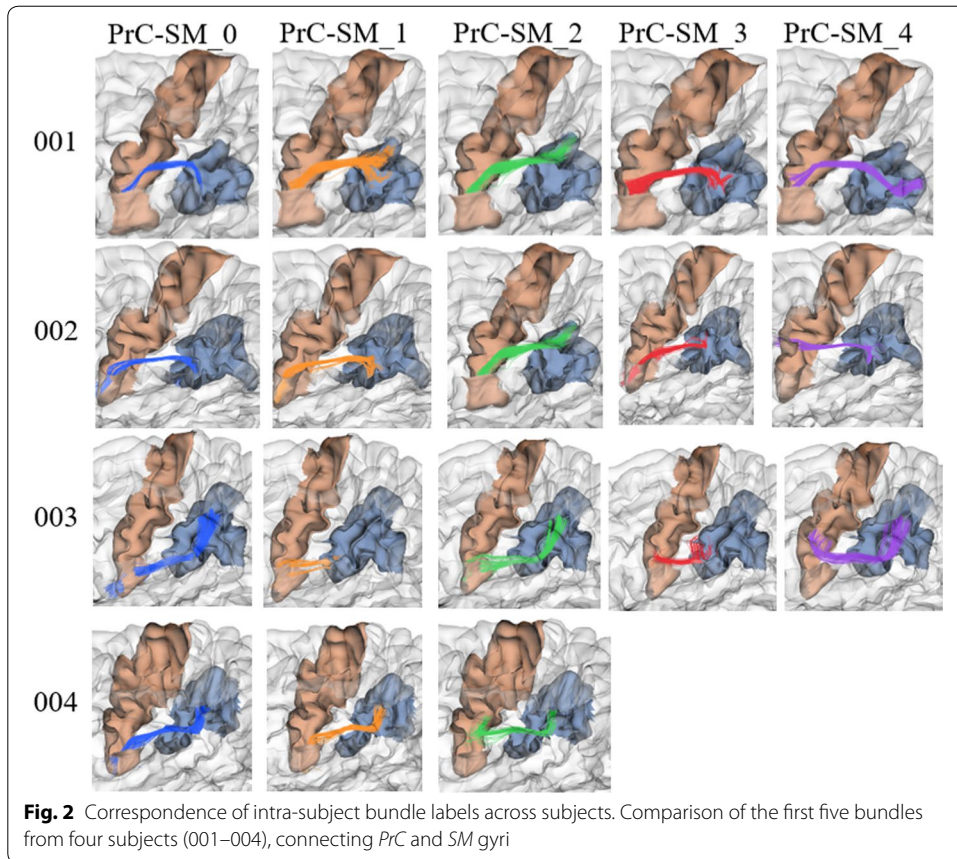 PrC-SM_0 PrC-SM_1 PrC-SM_2 PrC-SM_3 PrC-SM_4
001
002
003
004
Fig. 2 Correspondence of intra-subject bundle labels across subjects. Comparison of the first five bundles
from four subjects (001–004), connecting PrC and SM gyri